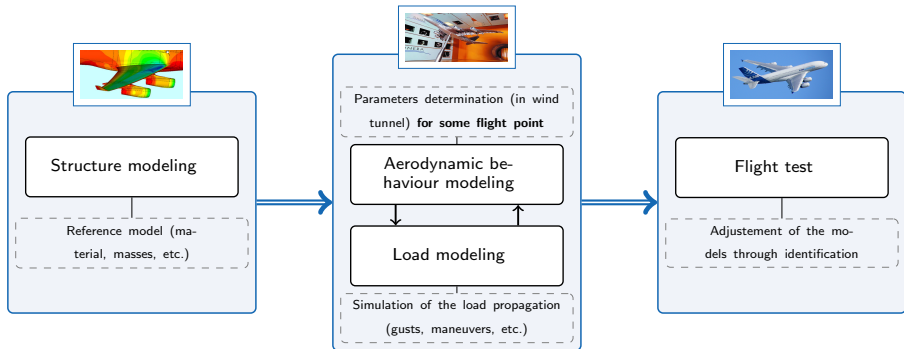 Structure modeling
Reference model (ma-
terial, masses, etc.)
Parameters determination (in wind
tunnel) for some flight point
Aerodynamic be-
haviour modeling
Load modeling
Simulation of the load propagation
(gusts, maneuvers, etc.)
Flight test
Adjustement of the mo-
dels through identification